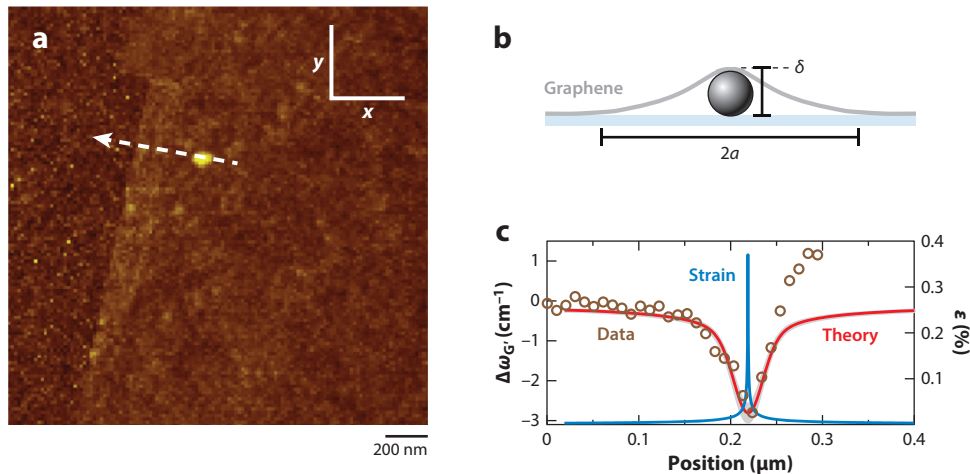 a
y
x
200 nm
b
δ
Graphene
2a
c
Δω_G′ (cm⁻¹)
1
0
−1
−2
−3
Strain
Data
Theory
0.4
0.3
0.2
0.1
ε (%)
0 0.1 0.2 0.3 0.4
Position (μm)